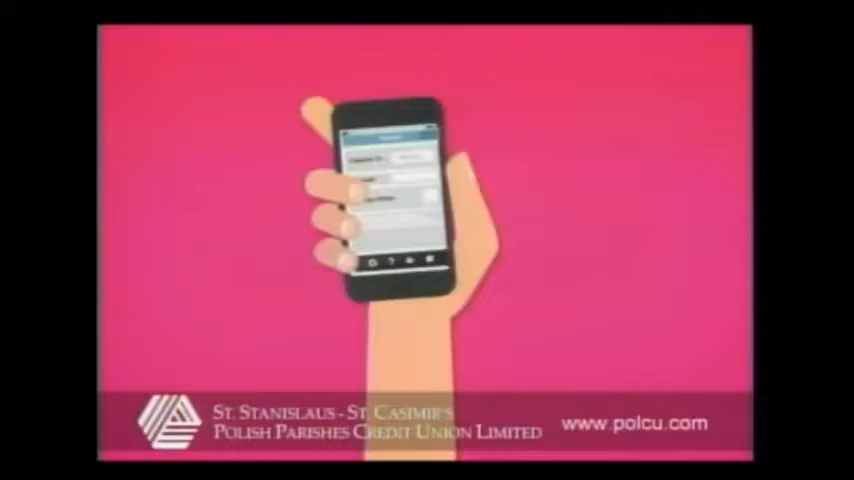 St. Stanislaus - St. Casimir's
Polish Parishes Credit Union Limited
www.polcu.com